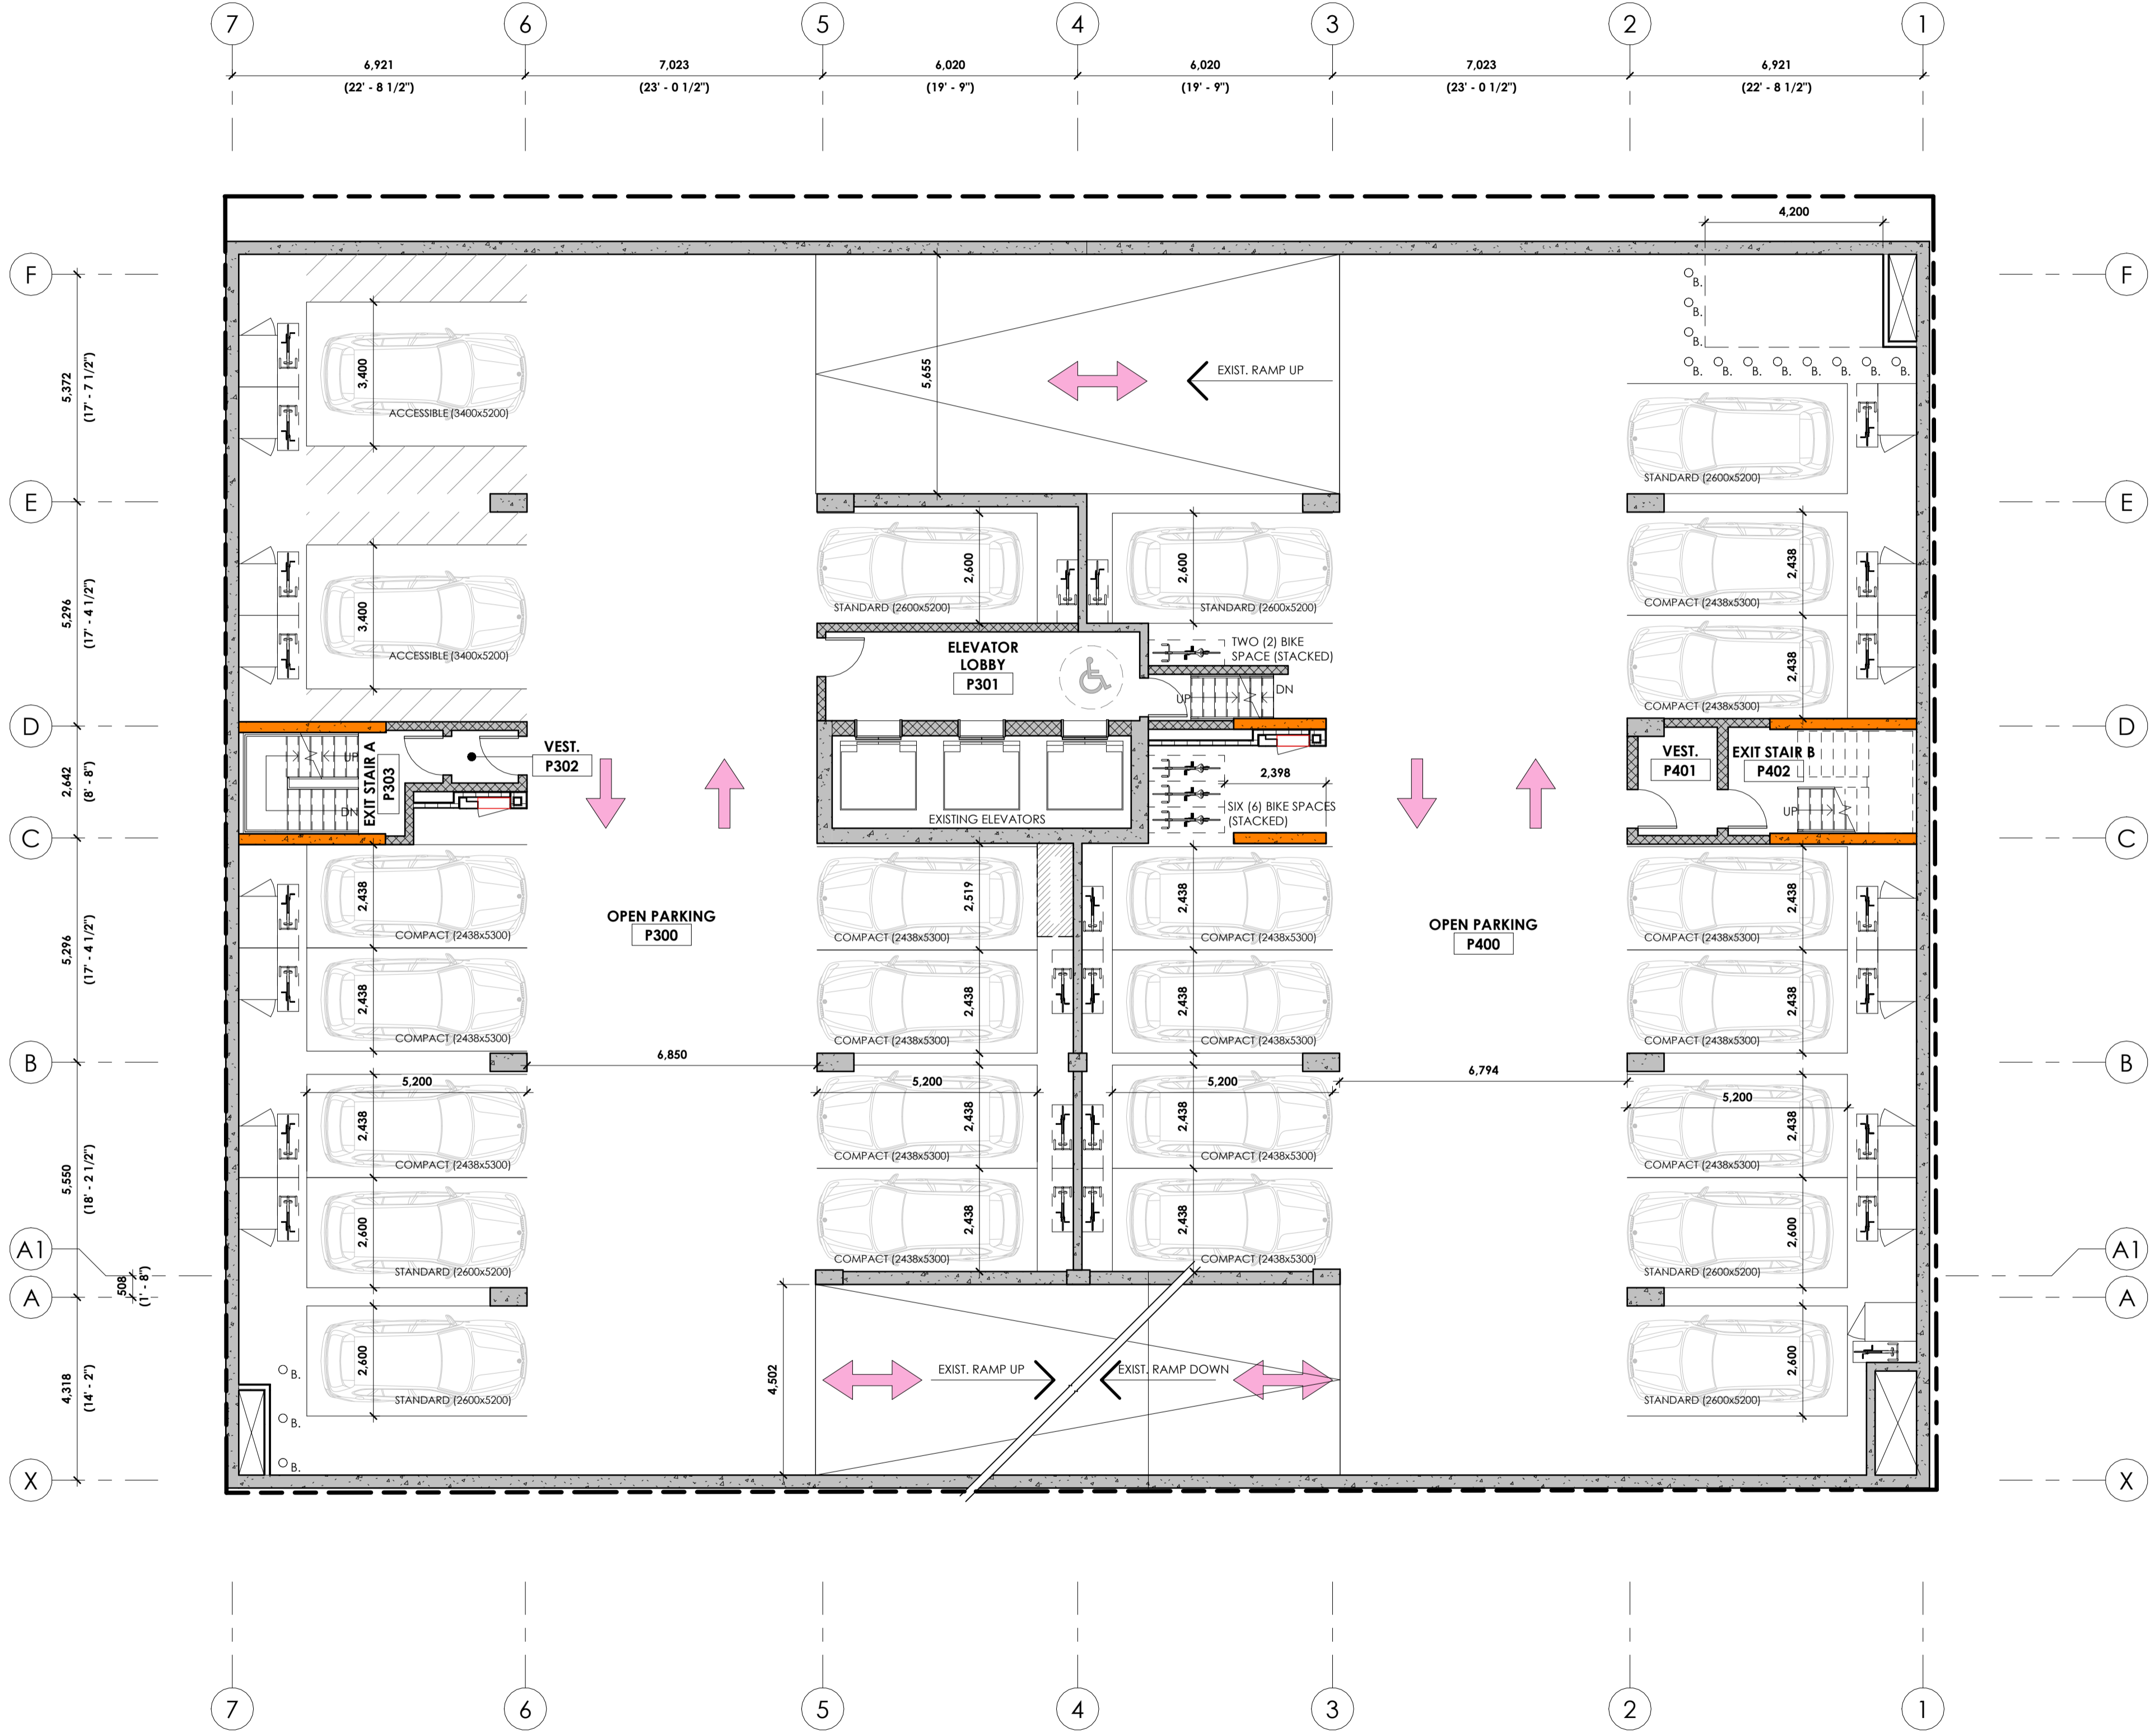 7 6 5 4 3 2 1
6,921 7,023 6,020 6,020 7,023 6,921
(22' - 8 1/2") (23' - 0 1/2") (19' - 9") (19' - 9") (23' - 0 1/2") (22' - 8 1/2")
4,200
F F
B.
B.
B.
B. B. B. B. B. B. B. B.
5,372
(17' - 7 1/2")
3,400
5,655
EXIST. RAMP UP
ACCESSIBLE (3400x5200)
STANDARD (2600x5200)
E E
5,296
(17' - 4 1/2")
2,600
2,600
2,438
3,400
STANDARD (2600x5200)
STANDARD (2600x5200)
COMPACT (2438x5300)
ACCESSIBLE (3400x5200)
ELEVATOR
LOBBY
P301
TWO (2) BIKE
SPACE (STACKED)
UP
DN
2,438
COMPACT (2438x5300)
D D
2,642
(8' - 8")
UP
DN
EXIT STAIR A
P303
VEST.
P302
EXISTING ELEVATORS
2,398
SIX (6) BIKE SPACES
(STACKED)
VEST.
P401
EXIT STAIR B
P402
UP
C C
5,296
(17' - 4 1/2")
2,438
2,519
2,438
2,438
COMPACT (2438x5300)
COMPACT (2438x5300)
COMPACT (2438x5300)
COMPACT (2438x5300)
OPEN PARKING
P300
OPEN PARKING
P400
2,438
2,438
2,438
2,438
COMPACT (2438x5300)
COMPACT (2438x5300)
COMPACT (2438x5300)
COMPACT (2438x5300)
B B
6,850
6,794
5,200
5,200
5,200
5,200
5,550
(18' - 2 1/2")
2,438
2,438
2,438
2,438
COMPACT (2438x5300)
COMPACT (2438x5300)
COMPACT (2438x5300)
COMPACT (2438x5300)
2,600
2,438
2,438
2,600
STANDARD (2600x5200)
COMPACT (2438x5300)
COMPACT (2438x5300)
STANDARD (2600x5200)
A1 A1
508
(1' - 8")
A A
4,318
(14' - 2")
2,600
STANDARD (2600x5200)
B.
B.
B.
4,502
EXIST. RAMP UP
EXIST. RAMP DOWN
2,600
STANDARD (2600x5200)
X X
7 6 5 4 3 2 1